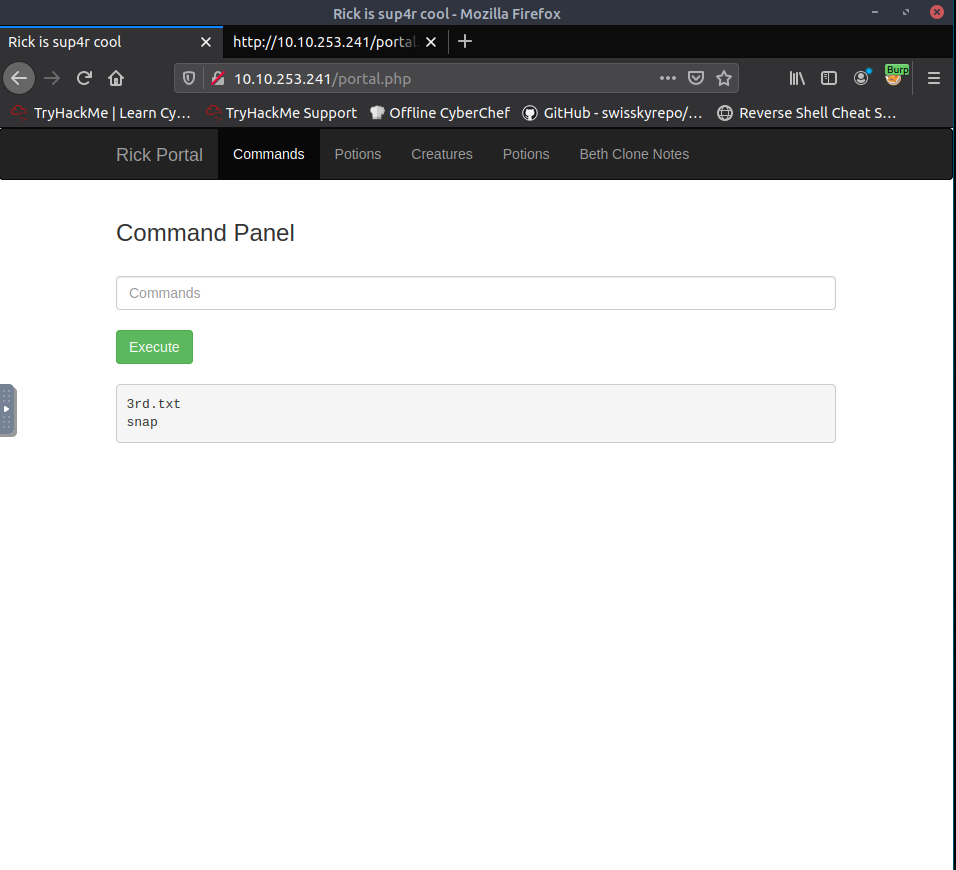 Rick is sup4r cool - Mozilla Firefox
Rick is sup4r cool http://10.10.253.241/portal.
10.10.253.241/portal.php Burp
TryHackMe | Learn Cy… TryHackMe Support Offline CyberChef GitHub - swisskyrepo/… Reverse Shell Cheat S…
Rick Portal Commands Potions Creatures Potions Beth Clone Notes
Command Panel
Commands
Execute
3rd.txt
snap